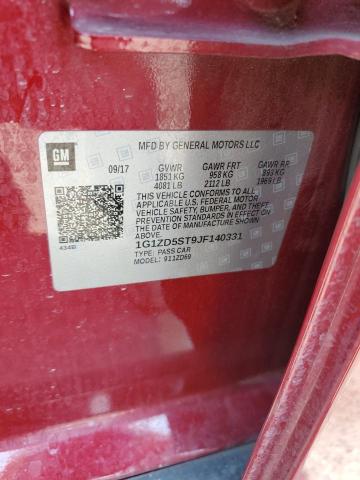 GM
MFD BY GENERAL MOTORS LLC
09/17 GVWR GAWR FRT GAWR RR
1851 KG 958 KG 893 KG
4081 LB 2112 LB 1969 LB
THIS VEHICLE CONFORMS TO ALL
APPLICABLE U.S. FEDERAL MOTOR
VEHICLE SAFETY, BUMPER, AND THEFT
PREVENTION STANDARDS IN EFFECT ON
THE DATE OF MANUFACTURE SHOWN
ABOVE.
1G1ZD5ST9JF140331
TYPE: PASS CAR
MODEL: 911ZD69